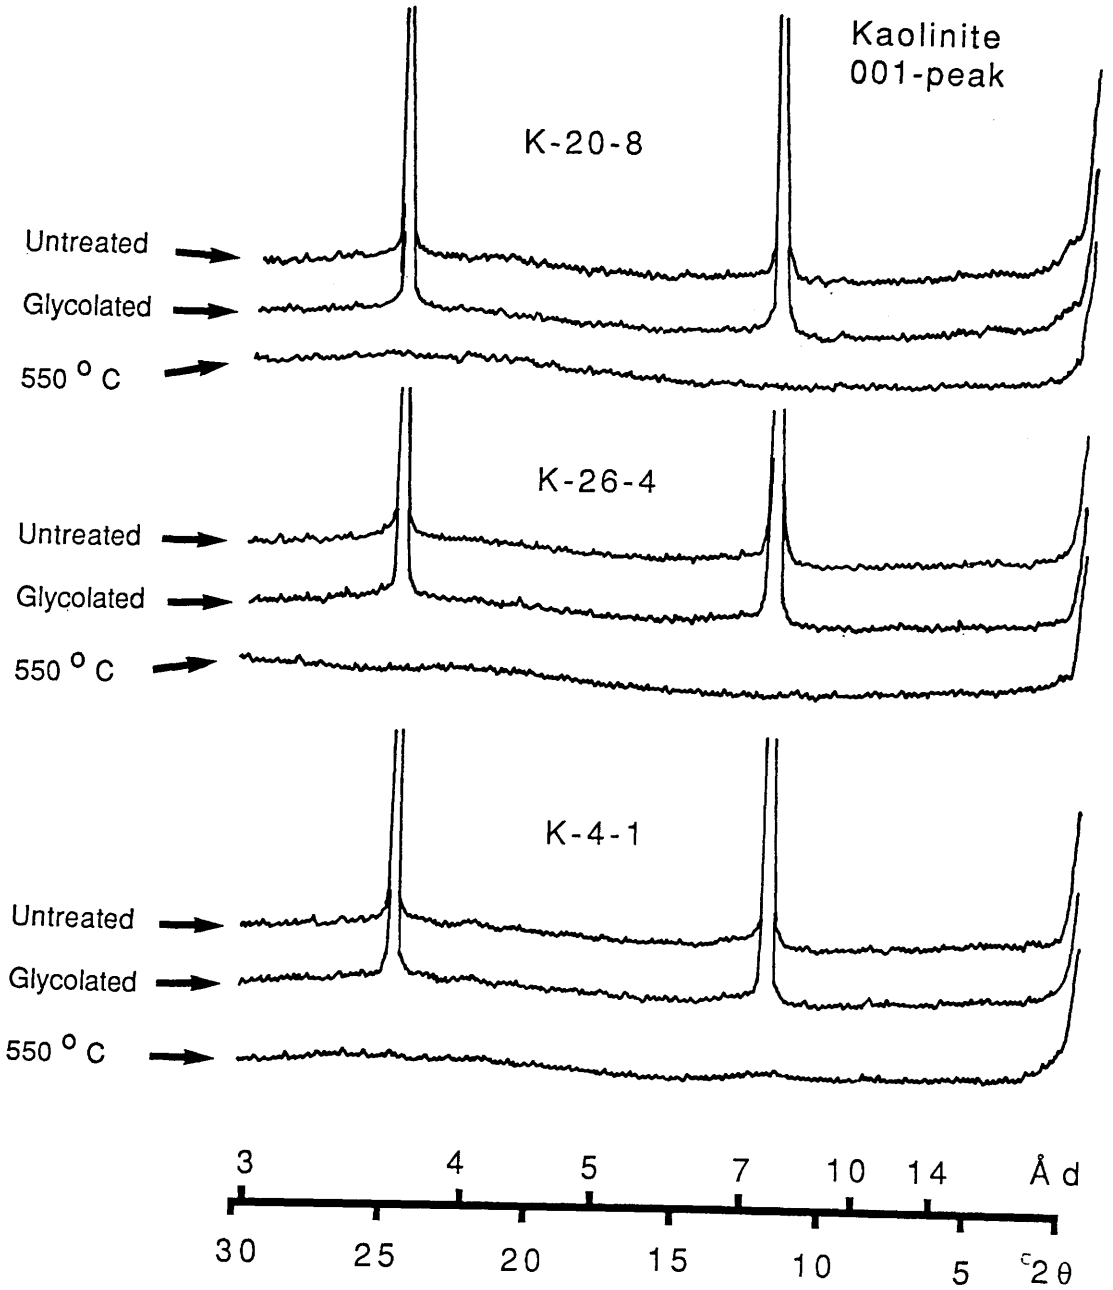 Kaolinite
001-peak
K-20-8
Untreated
Glycolated
550 ° C
K-26-4
Untreated
Glycolated
550 ° C
K-4-1
Untreated
Glycolated
550 ° C
3 4 5 7 10 14 Å d
30 25 20 15 10 5 °2θ